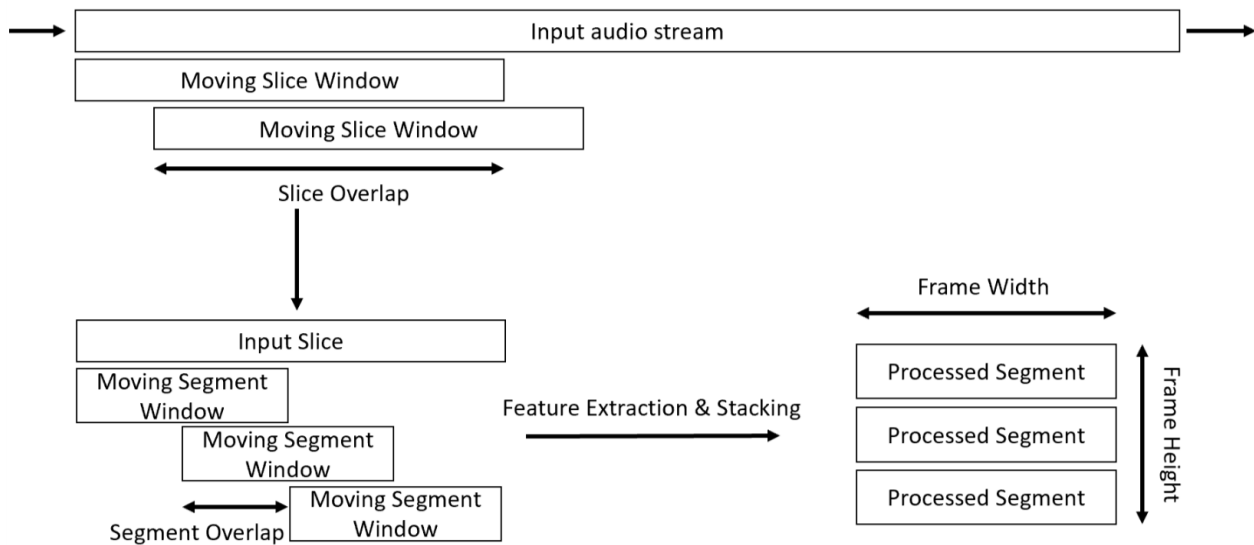 Input audio stream
Moving Slice Window
Moving Slice Window
Slice Overlap
Input Slice
Moving Segment
Window
Moving Segment
Window
Moving Segment
Window
Segment Overlap
Feature Extraction & Stacking
Frame Width
Processed Segment
Processed Segment
Processed Segment
Frame Height